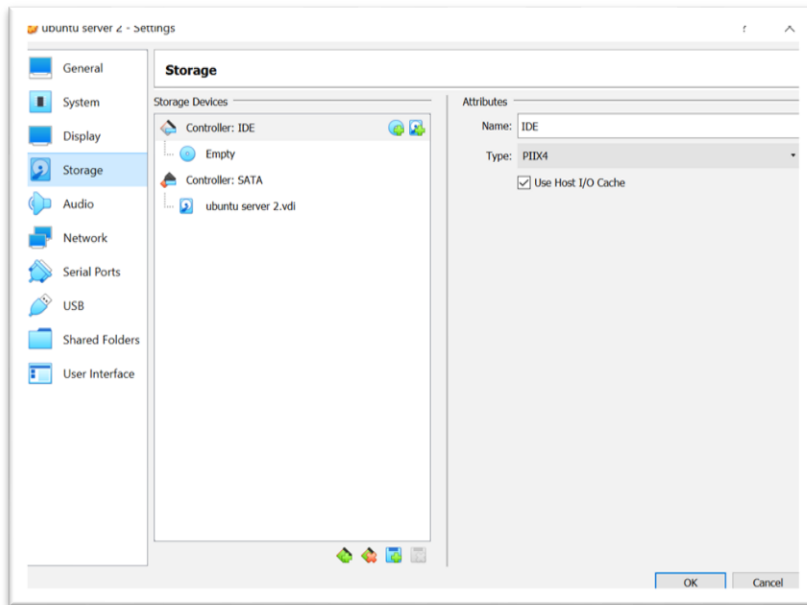 ubuntu server 2 - Settings
General
System
Display
Storage
Audio
Network
Serial Ports
USB
Shared Folders
User Interface
Storage
Storage Devices
Controller: IDE
Empty
Controller: SATA
ubuntu server 2.vdi
Attributes
Name: IDE
Type: PIIX4
Use Host I/O Cache
OK Cancel